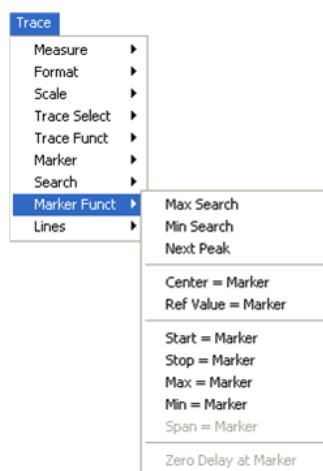 Trace
Measure
Format
Scale
Trace Select
Trace Funct
Marker
Search
Marker Funct
Lines
Max Search
Min Search
Next Peak
Center = Marker
Ref Value = Marker
Start = Marker
Stop = Marker
Max = Marker
Min = Marker
Span = Marker
Zero Delay at Marker